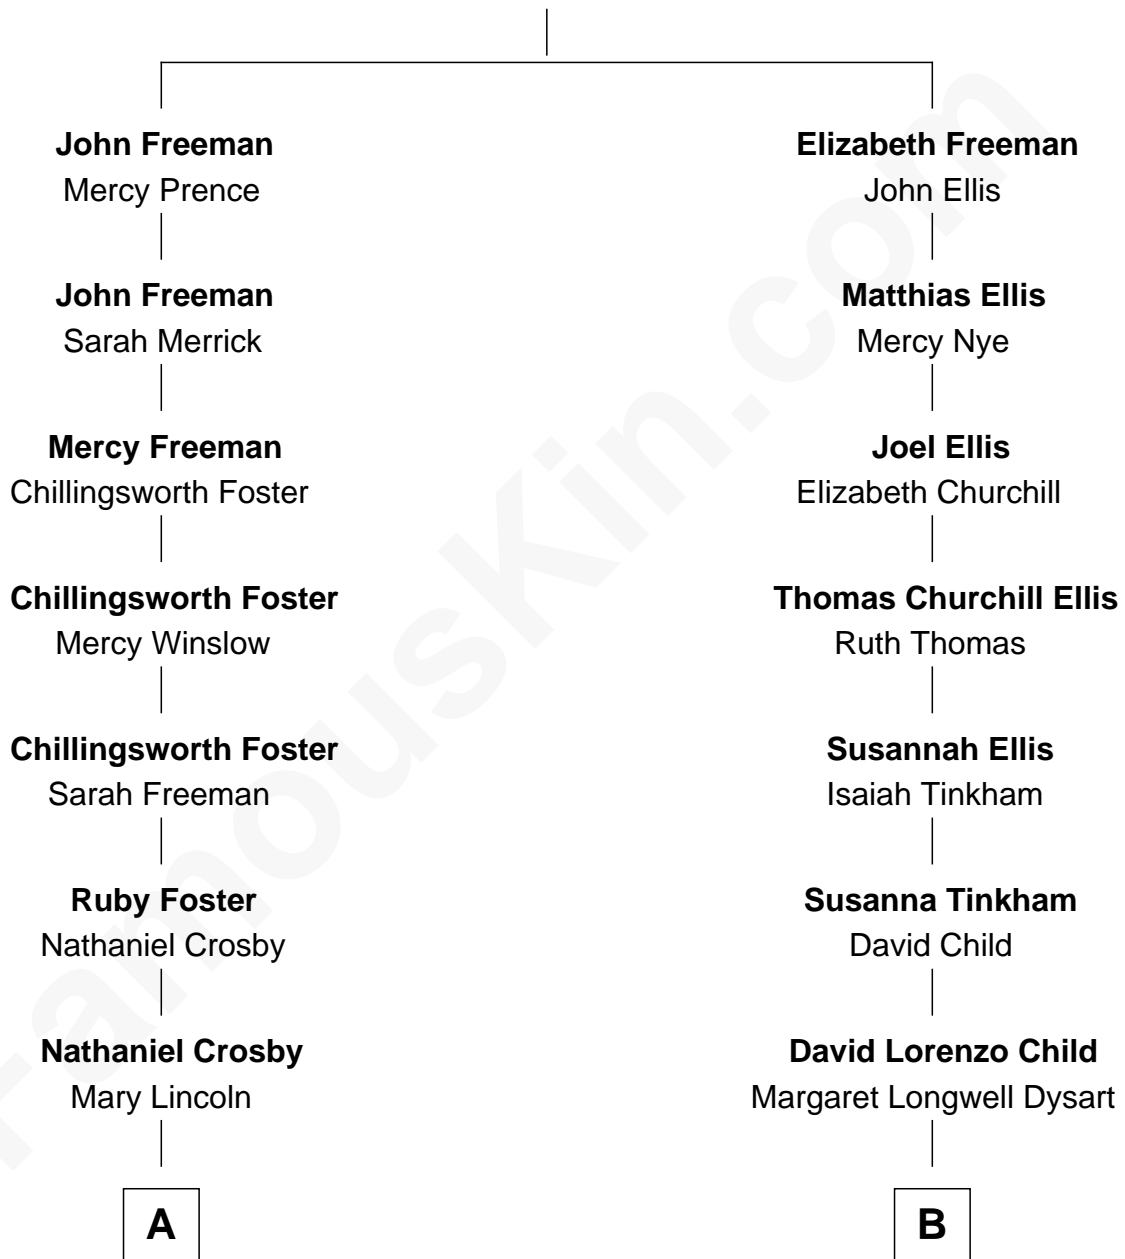 John Freeman
Mercy Prence
Elizabeth Freeman
John Ellis
John Freeman
Sarah Merrick
Matthias Ellis
Mercy Nye
Mercy Freeman
Chillingsworth Foster
Joel Ellis
Elizabeth Churchill
Chillingsworth Foster
Mercy Winslow
Thomas Churchill Ellis
Ruth Thomas
Chillingsworth Foster
Sarah Freeman
Susannah Ellis
Isaiah Tinkham
Ruby Foster
Nathaniel Crosby
Susanna Tinkham
David Child
Nathaniel Crosby
Mary Lincoln
David Lorenzo Child
Margaret Longwell Dysart
A
B
FamousKin.com